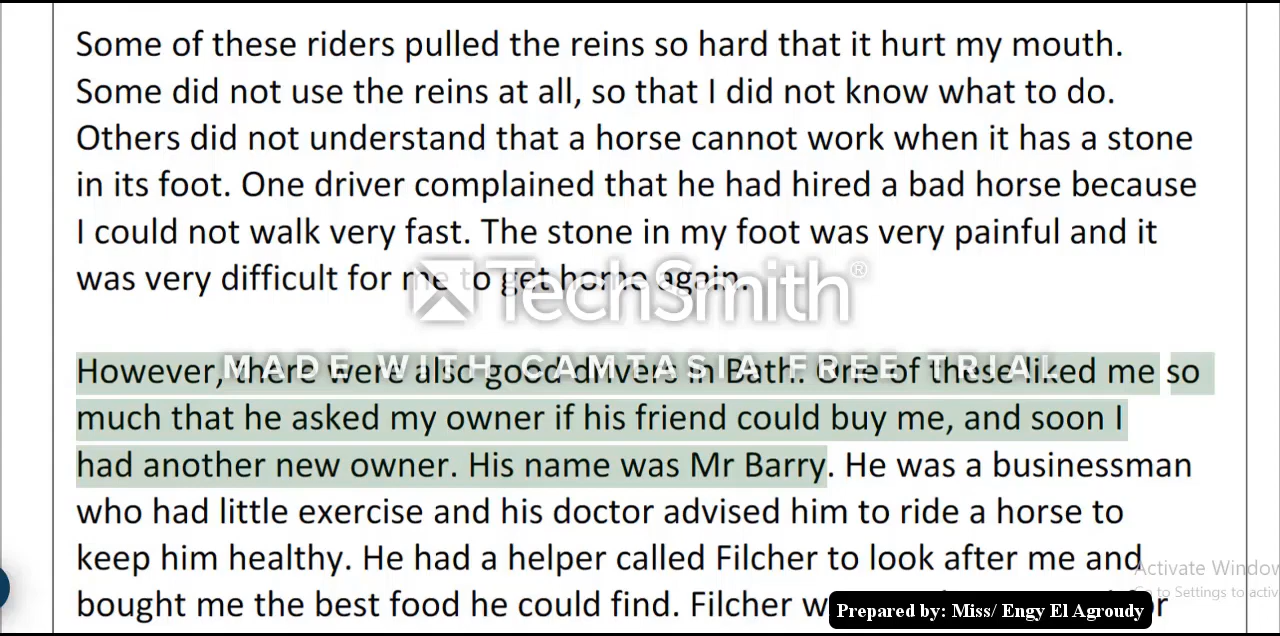 Some of these riders pulled the reins so hard that it hurt my mouth.
Some did not use the reins at all, so that I did not know what to do.
Others did not understand that a horse cannot work when it has a stone
in its foot. One driver complained that he had hired a bad horse because
I could not walk very fast. The stone in my foot was very painful and it
was very difficult for me to get home again.
TechSmith®
MADE WITH CAMTASIA FREE TRIAL
However, there were also good drivers in Bath. One of these liked me so
much that he asked my owner if his friend could buy me, and soon I
had another new owner. His name was Mr Barry. He was a businessman
who had little exercise and his doctor advised him to ride a horse to
keep him healthy. He had a helper called Filcher to look after me and
Activate Window
bought me the best food he could find. Filcher
Go to Settings to activ
Prepared by: Miss/ Engy El Agroudy